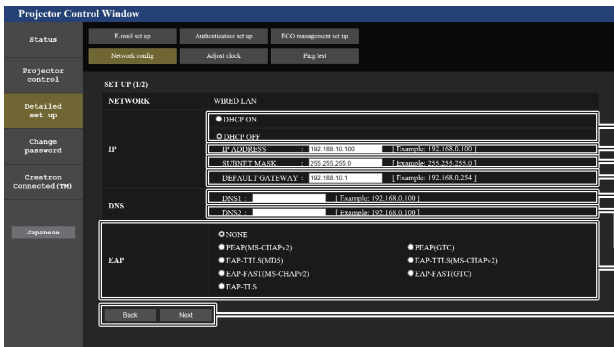 Projector Control Window
Status
Projector control
Detailed set up
Change password
Crestron Connected(TM)
Japanese
E-mail set up
Authentication set up
ECO management set up
Network config
Adjust clock
Ping test
SET UP (1/2)
NETWORK
WIRED LAN
IP
DHCP ON
DHCP OFF
IP ADDRESS : 192.168.10.100 [ Example: 192.168.0.100 ]
SUBNET MASK : 255.255.255.0 [ Example: 255.255.255.0 ]
DEFAULT GATEWAY : 192.168.10.1 [ Example: 192.168.0.254 ]
DNS
DNS1 : [ Example: 192.168.0.100 ]
DNS2 : [ Example: 192.168.0.100 ]
EAP
NONE
PEAP(MS-CHAPv2)
PEAP(GTC)
EAP-TTLS(MD5)
EAP-TTLS(MS-CHAPv2)
EAP-FAST(MS-CHAPv2)
EAP-FAST(GTC)
EAP-TLS
Back
Next